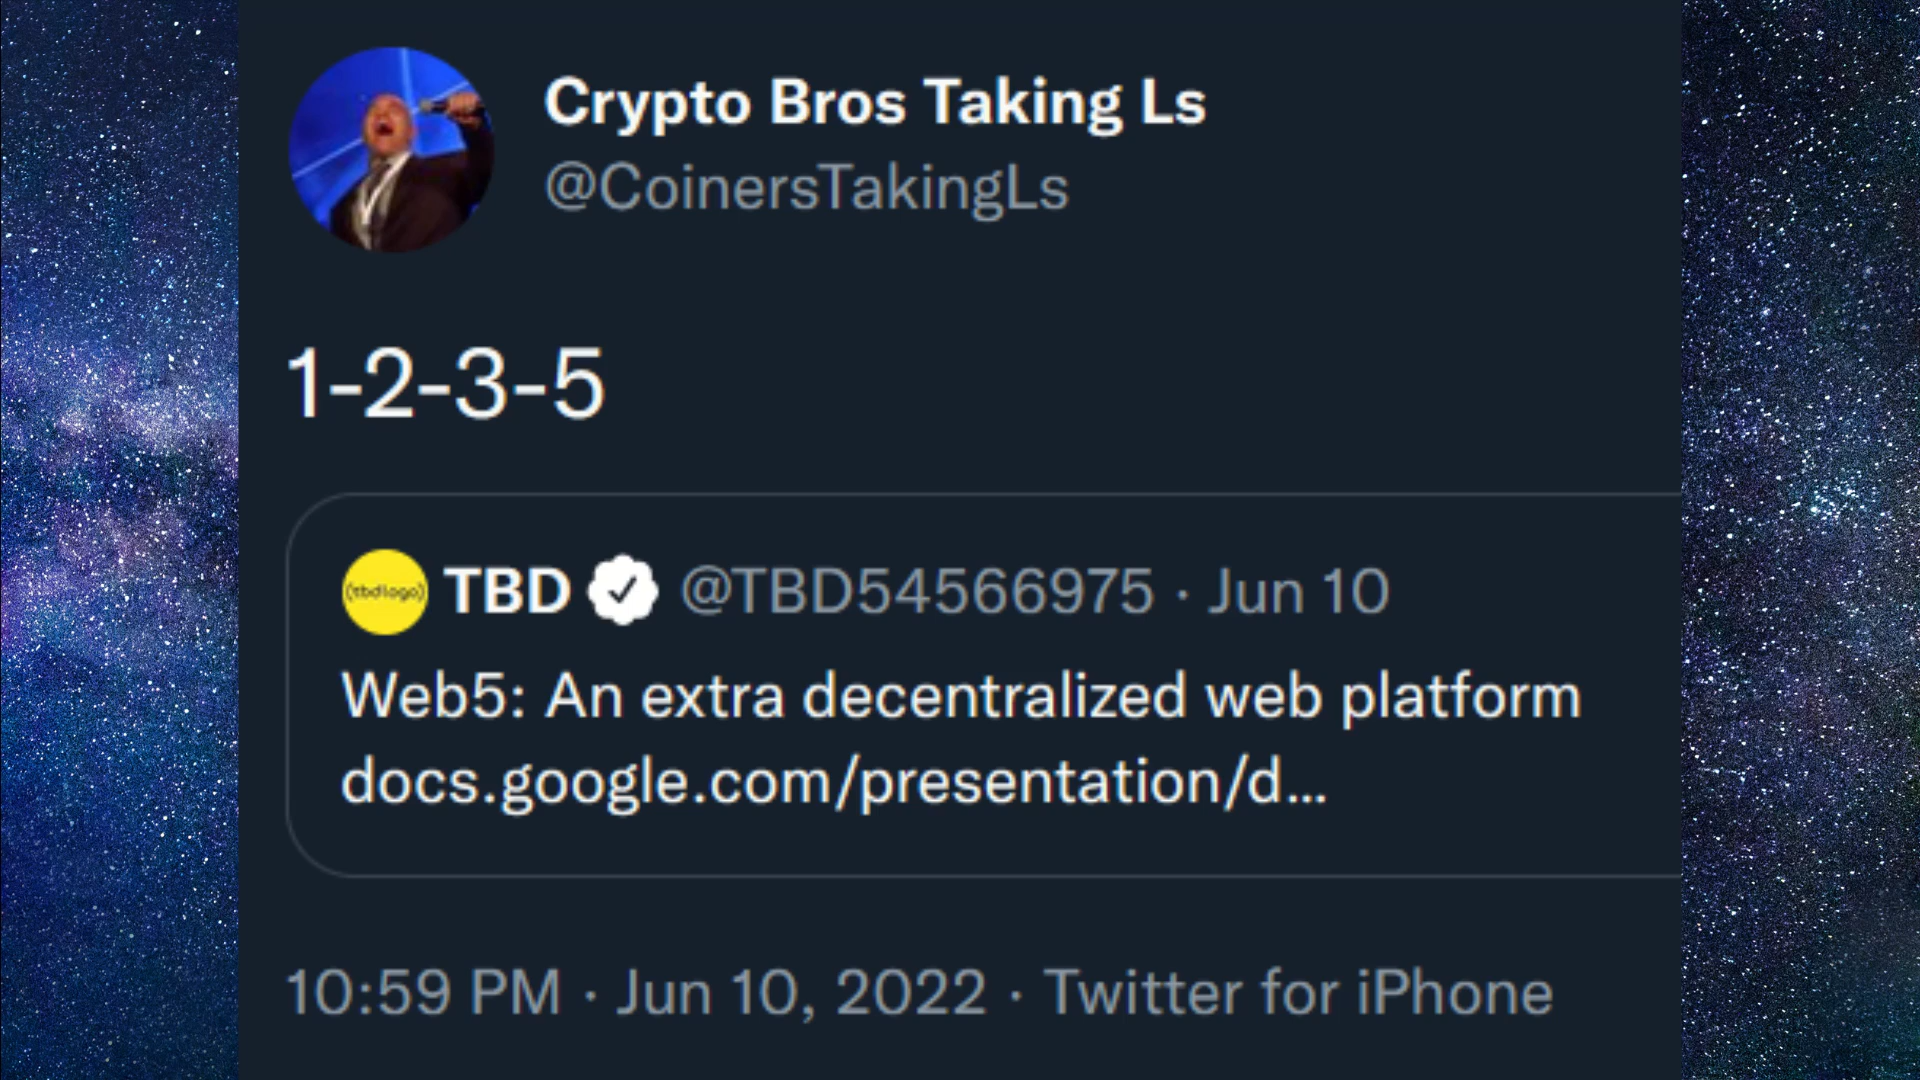 Crypto Bros Taking Ls
@CoinersTakingLs
1-2-3-5
(tbdlogo)
TBD @TBD54566975 · Jun 10
Web5: An extra decentralized web platform
docs.google.com/presentation/d...
10:59 PM · Jun 10, 2022 · Twitter for iPhone